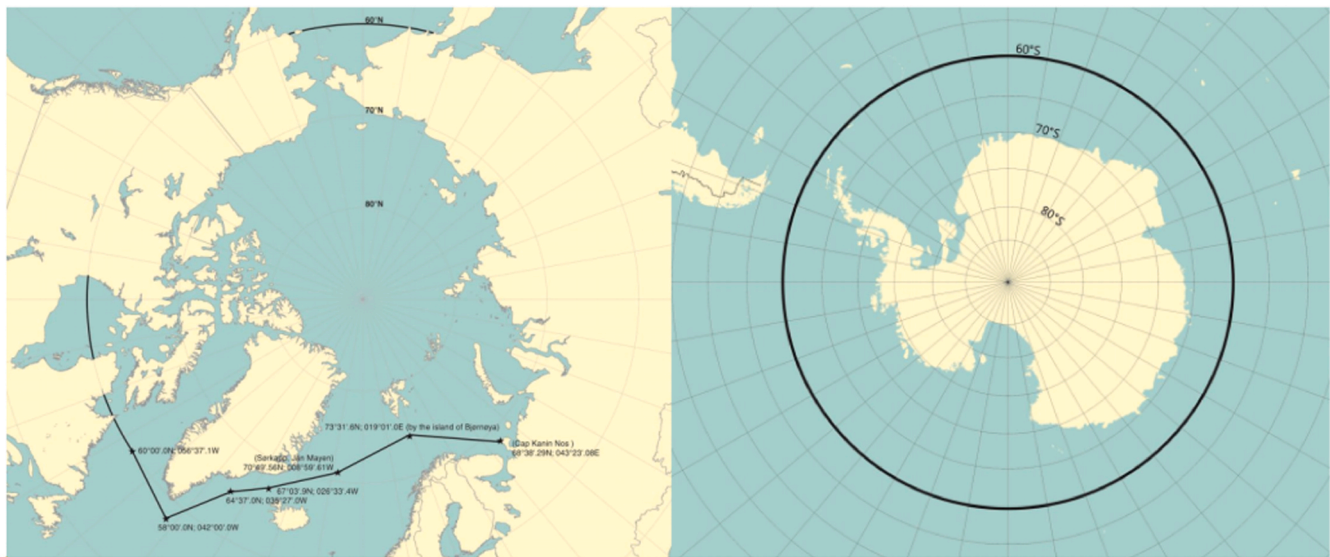 60°N
70°N
80°N
73°31'.6N; 019°01'.0E (by the island of Bjørnøya)
(Cap Kanin Nos )
68°38'.29N; 043°23'.08E
60°00'.0N; 056°37'.1W
(Sørkapp, Jan Mayen)
70°49'.56N; 008°59'.61W
67°03'.9N; 026°33'.4W
64°37'.0N; 035°27'.0W
58°00'.0N; 042°00'.0W
60°S
70°S
80°S